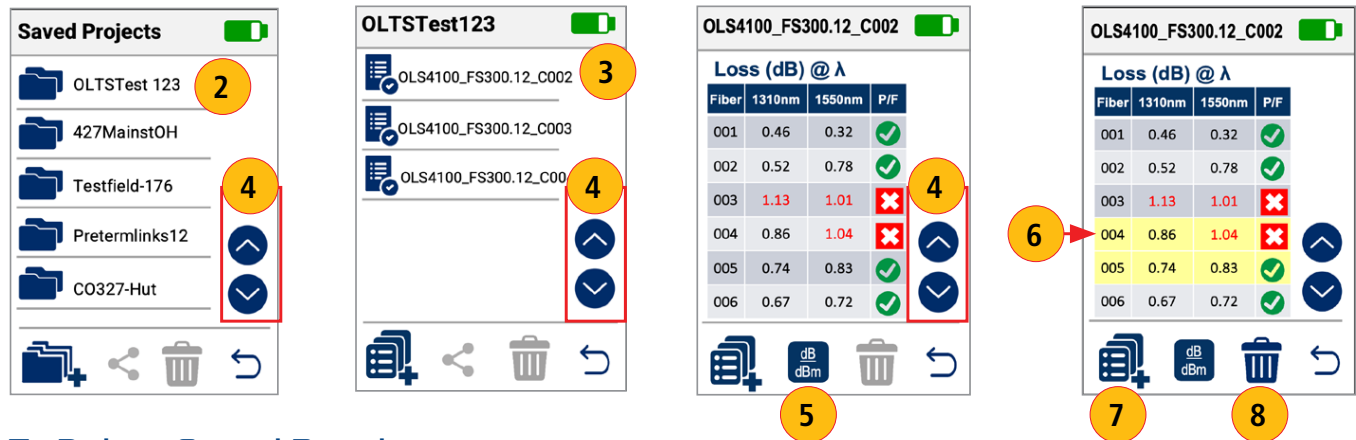 Saved Projects
OLTSTest 123
2
427MainstOH
Testfield-176
4
Pretermlinks12
CO327-Hut
OLTSTest123
OLS4100_FS300.12_C002
3
OLS4100_FS300.12_C003
OLS4100_FS300.12_C00
4
OLS4100_FS300.12_C002
Loss (dB) @ λ
Fiber 1310nm 1550nm P/F
001 0.46 0.32
002 0.52 0.78
003 1.13 1.01
4
004 0.86 1.04
005 0.74 0.83
006 0.67 0.72
dB
dBm
5
OLS4100_FS300.12_C002
Loss (dB) @ λ
Fiber 1310nm 1550nm P/F
001 0.46 0.32
002 0.52 0.78
003 1.13 1.01
6
004 0.86 1.04
005 0.74 0.83
006 0.67 0.72
dB
dBm
7
8